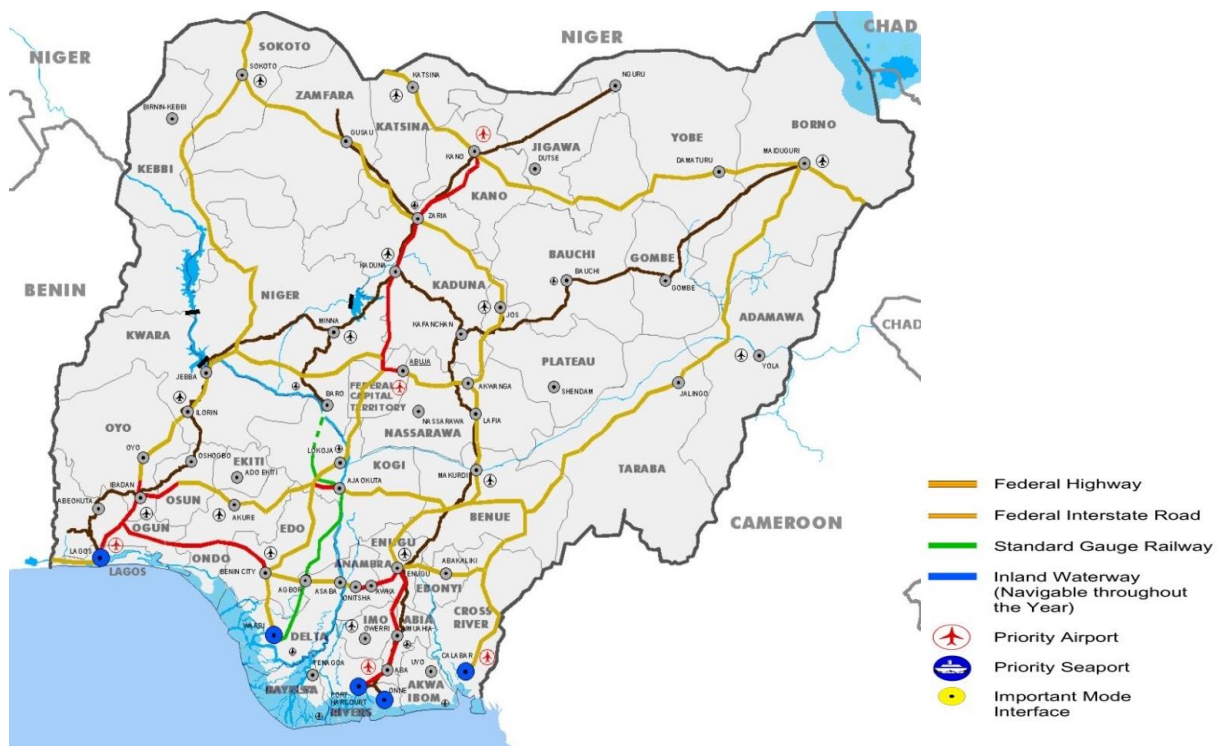 NIGER
SOKOTO
NIGER
CHAD
SOKOTO
KATSINA
NGURU
BIRNIN-KEBBI
ZAMFARA
KATSINA
YOBE
BORNO
GUSAU
KANO
JIGAWA
DUTSE
MAIDUGURI
DAMATURU
KEBBI
KANO
ZARIA
BAUCHI
GOMBE
KADUNA
BAUCHI
GOMBE
BENIN
NIGER
KADUNA
JOS
ADAMAWA
KWARA
MINNA
KAFANCHAN
CHAD
PLATEAU
YOLA
JEBBA
ABUJA
AKWANGA
SHENDAM
JALINGO
BARO
FEDERAL
CAPITAL
TERRITORY
ILORIN
NASSARAWA
LAFIA
OYO
NASSARAWA
OYO
OSHOGBO
EKITI
ADO EKITI
LOKOJA
KOGI
MAKURDI
TARABA
IBADAN
AJAOKUTA
ABEOKUTA
OSUN
AKURE
BENUE
OGUN
EDO
CAMEROON
LAGOS
LAGOS
ONDO
ENUGU
ANAMBRA
ENUGU
ABAKALIKI
BENIN CITY
AGBOR
ASABA
ONITSHA
AWKA
EBONYI
CROSS
RIVER
WARRI
DELTA
IMO
OWERRI
ABIA
UMUAHIA
YENAGOA
ABA
UYO
CALABAR
BAYELSA
PORT
HARCOURT
ONNE
AKWA
IBOM
RIVERS
Federal Highway
Federal Interstate Road
Standard Gauge Railway
Inland Waterway
(Navigable throughout
the Year)
Priority Airport
Priority Seaport
Important Mode
Interface